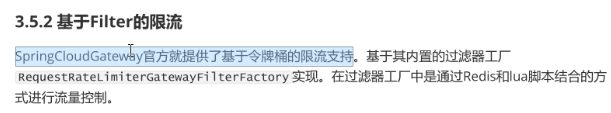 3.5.2 基于Filter的限流
SpringCloudGateway官方就提供了基于令牌桶的限流支持。基于其内置的过滤器工厂
RequestRateLimiterGatewayFilterFactory 实现。在过滤器工厂中是通过Redis和lua脚本结合的方
式进行流量控制。